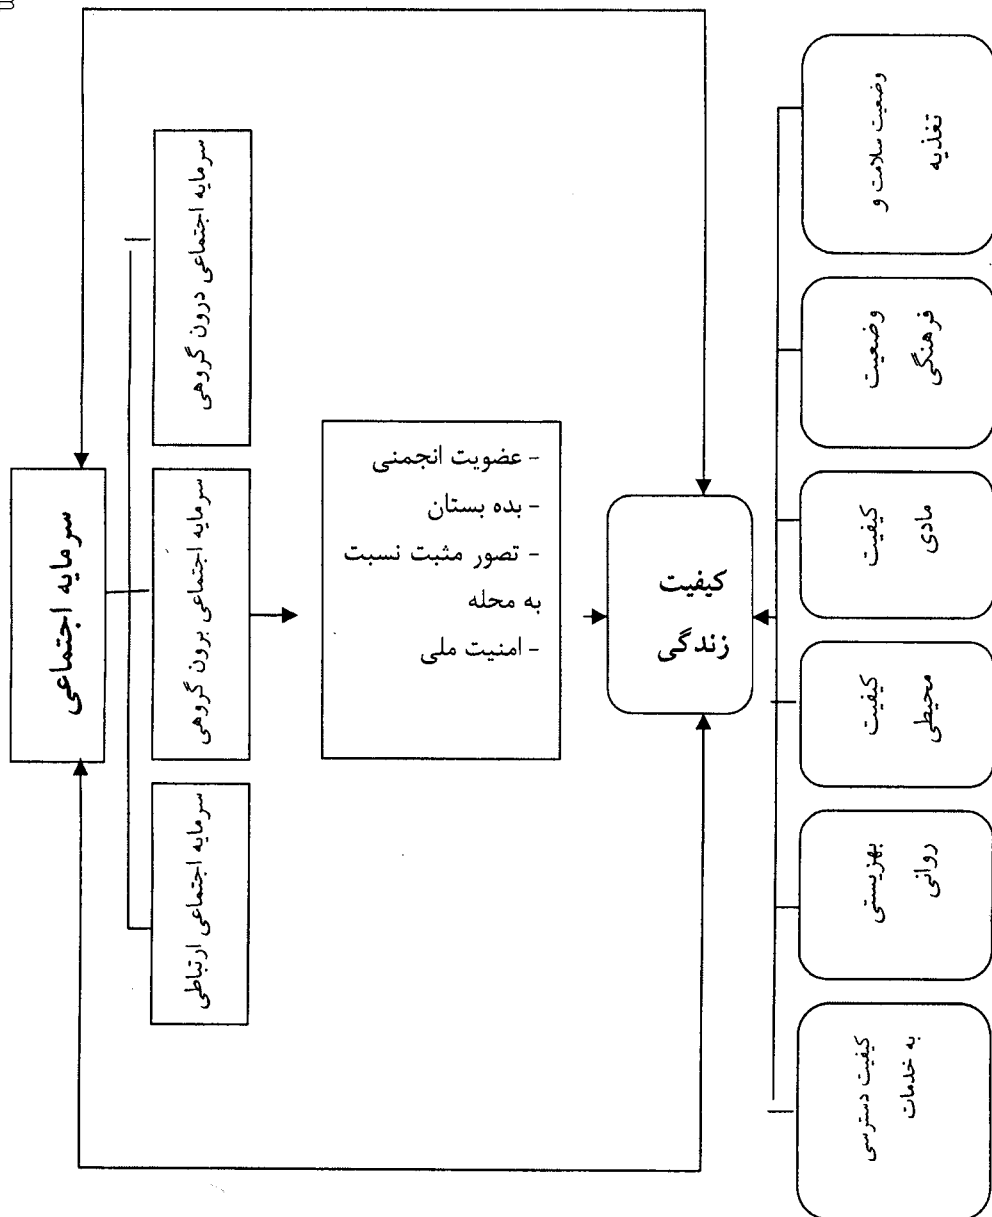 سرمایه اجتماعی
سرمایه اجتماعی درون گروهی
سرمایه اجتماعی برون گروهی
سرمایه اجتماعی ارتباطی
- عضویت انجمنی
- بده بستان
- تصور مثبت نسبت
به محله
- امنیت ملی
کیفیت
زندگی
وضعیت سلامت و
تغذیه
وضعیت
فرهنگی
کیفیت
مادی
کیفیت
محیطی
بهزیستی
روانی
کیفیت دسترسی
به خدمات